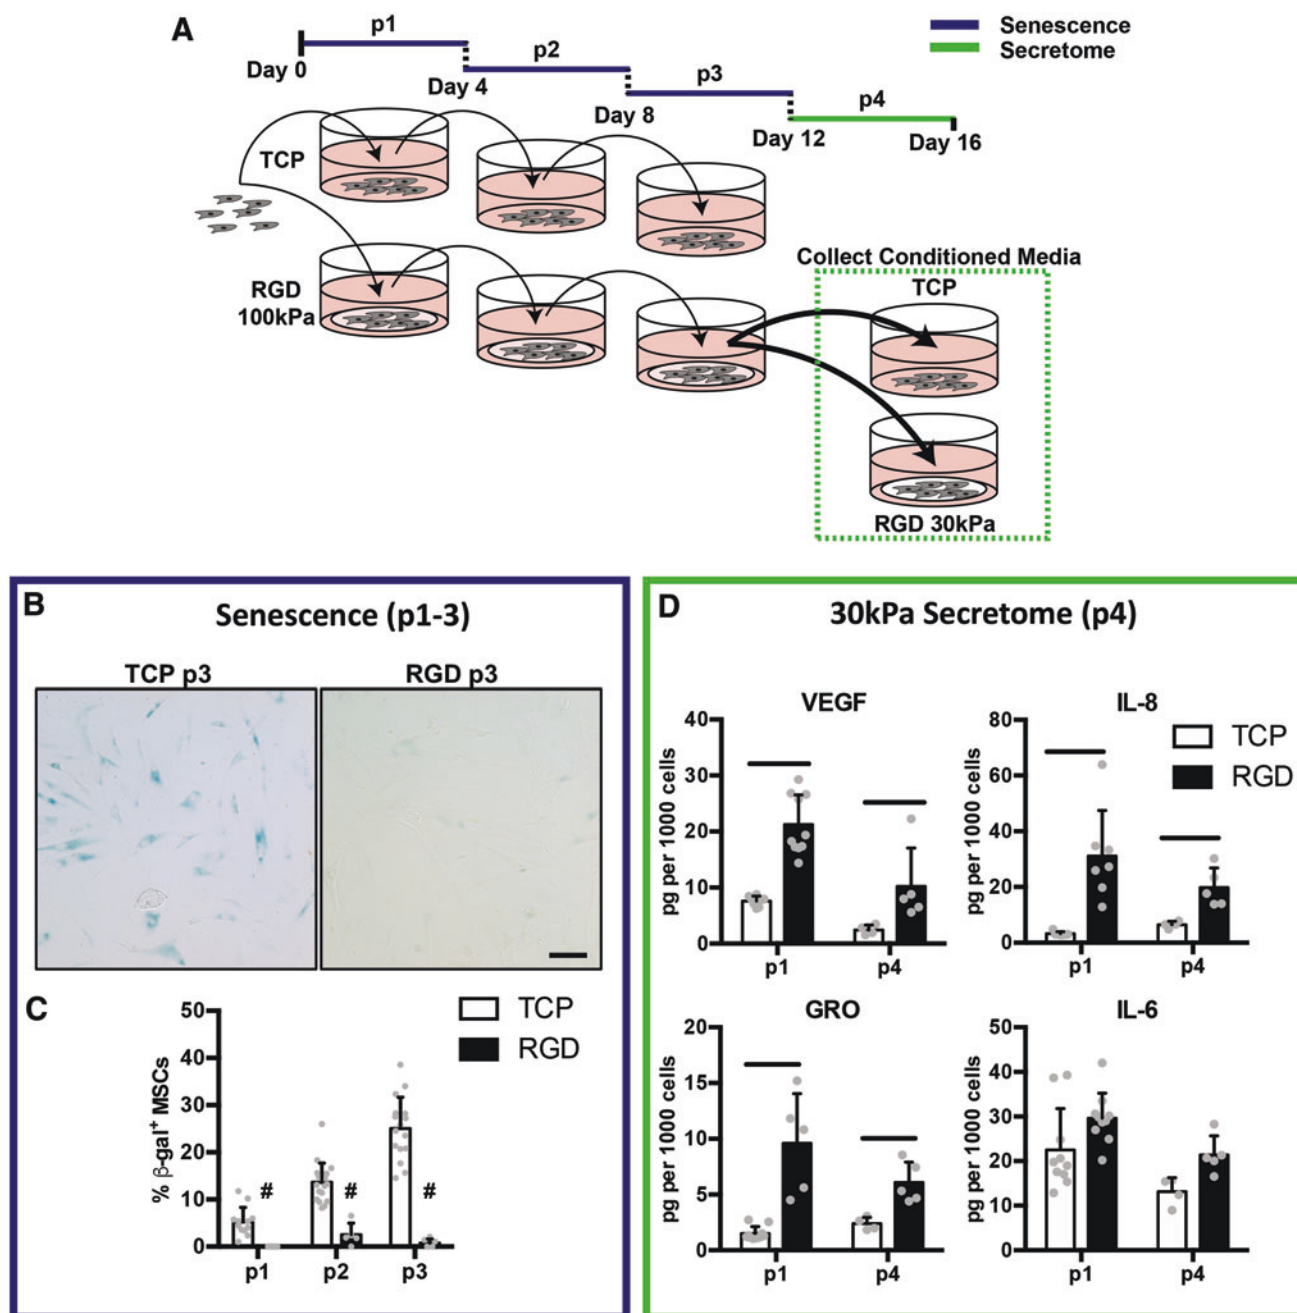 A
p1
Senescence
Secretome
Day 0
p2
Day 4
p3
Day 8
p4
Day 12
Day 16
TCP
RGD
100kPa
Collect Conditioned Media
TCP
RGD 30kPa
B
Senescence (p1-3)
TCP p3
RGD p3
C
TCP
RGD
% β-gal+ MSCs
50
40
30
20
10
0
#
#
#
p1
p2
p3
D
30kPa Secretome (p4)
VEGF
pg per 1000 cells
40
30
20
10
0
p1
p4
IL-8
TCP
RGD
pg per 1000 cells
80
60
40
20
0
p1
p4
GRO
pg per 1000 cells
20
15
10
5
0
p1
p4
IL-6
pg per 1000 cells
50
40
30
20
10
0
p1
p4